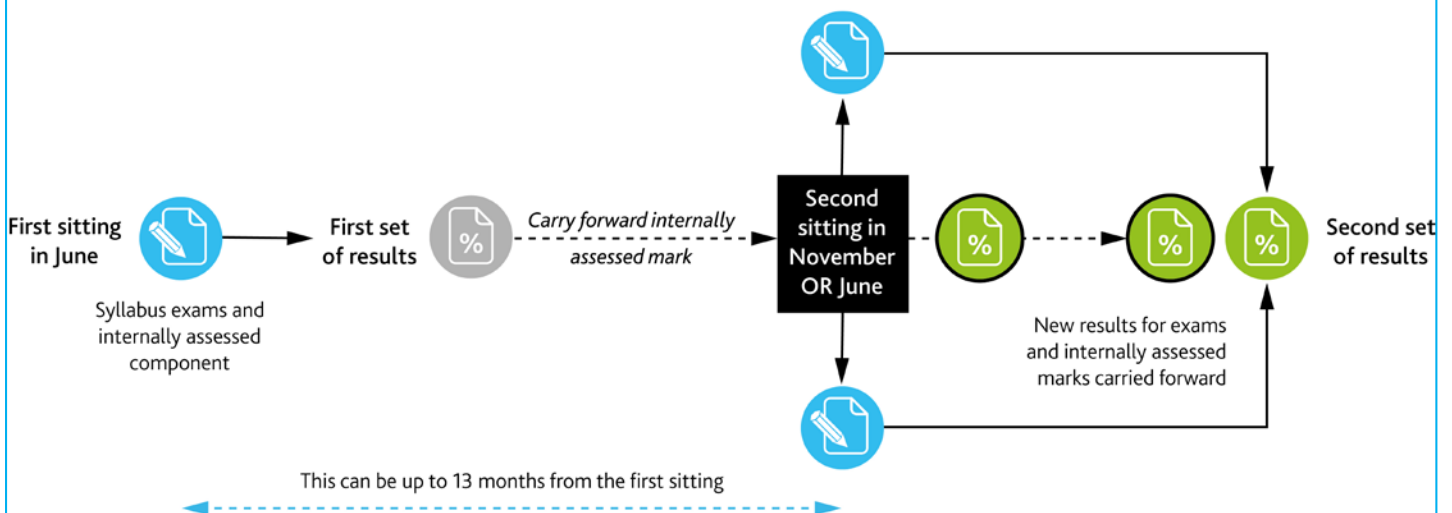 First sitting
in June
Syllabus exams and
internally assessed
component
First set
of results
%
Carry forward internally
assessed mark
Second
sitting in
November
OR June
%
%
%
New results for exams
and internally assessed
marks carried forward
Second set
of results
This can be up to 13 months from the first sitting